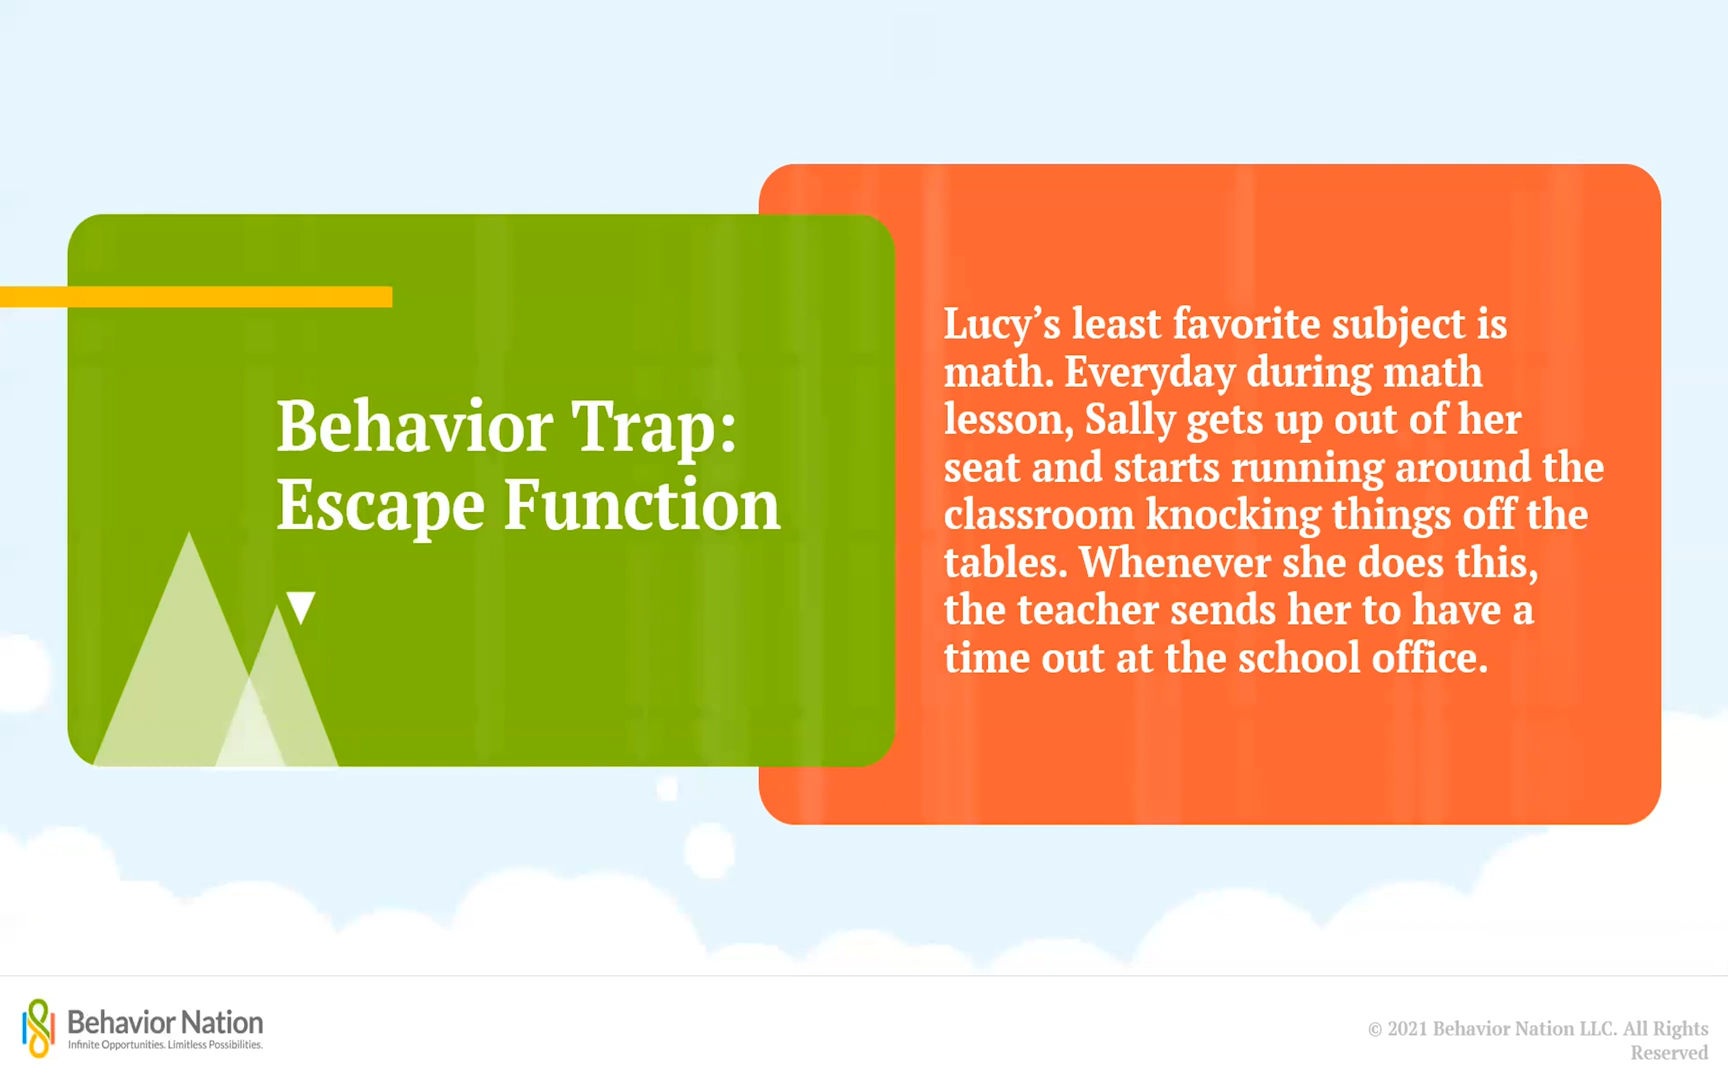 Behavior Trap:
Escape Function
Lucy’s least favorite subject is
math. Everyday during math
lesson, Sally gets up out of her
seat and starts running around the
classroom knocking things off the
tables. Whenever she does this,
the teacher sends her to have a
time out at the school office.
Behavior Nation
Infinite Opportunities. Limitless Possibilities.
© 2021 Behavior Nation LLC. All Rights
Reserved